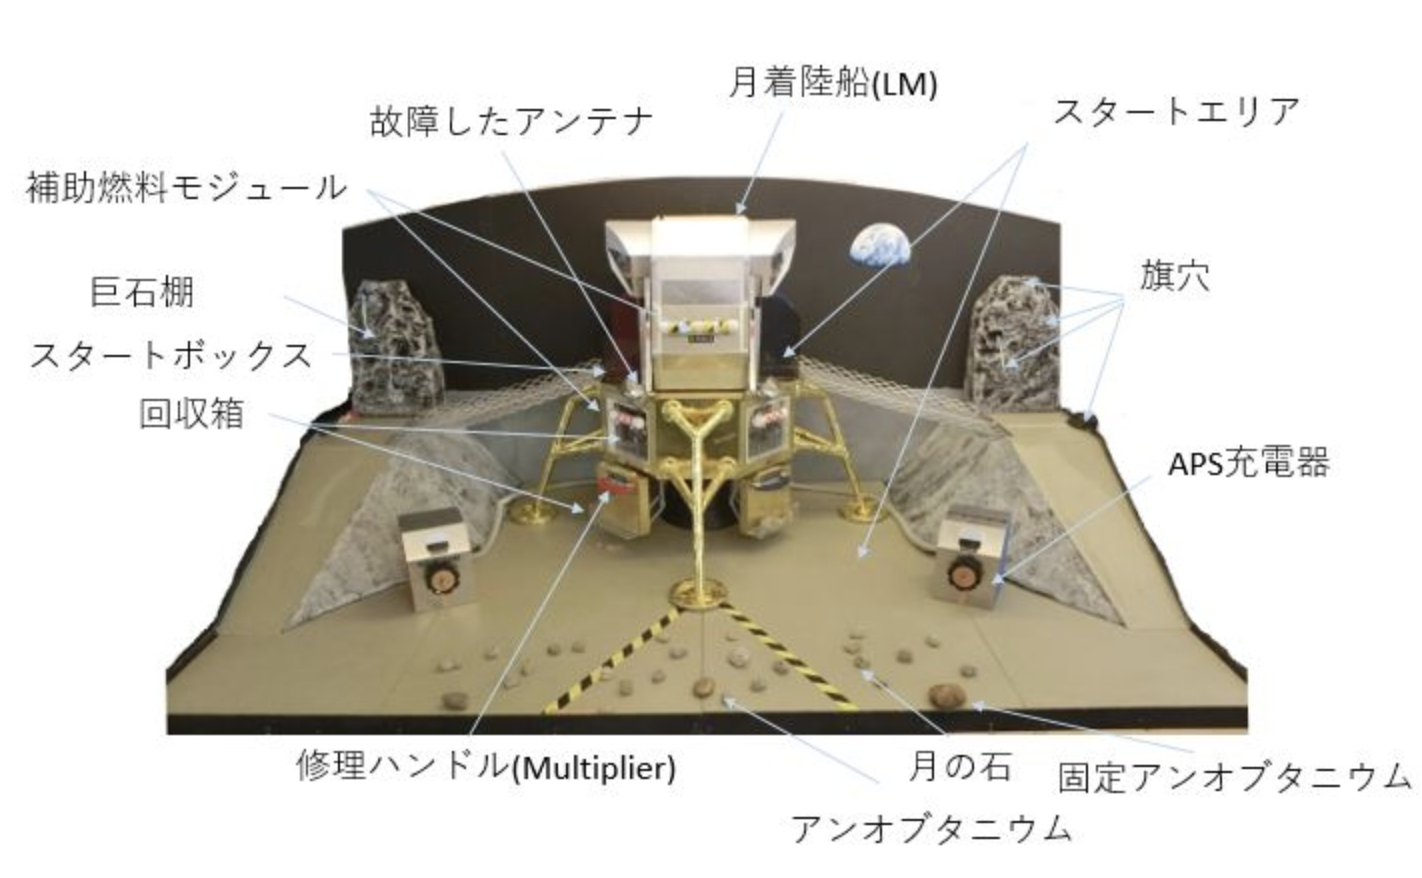 月着陸船(LM)
スタートエリア
故障したアンテナ
補助燃料モジュール
旗穴
巨石棚
スタートボックス
回収箱
APS充電器
修理ハンドル(Multiplier)
月の石
固定アンオブタニウム
アンオブタニウム